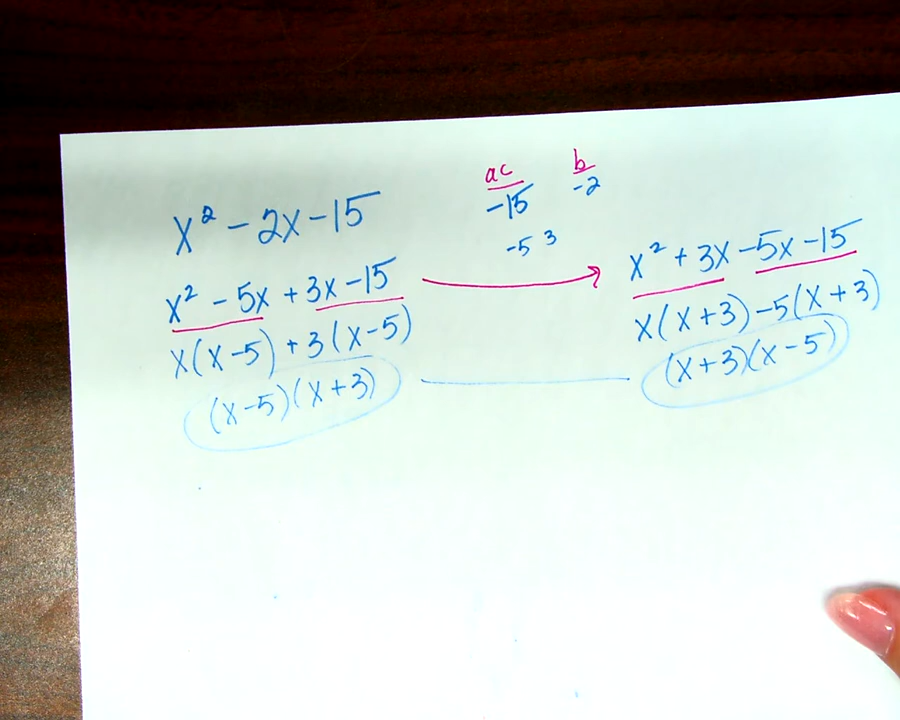 ac b
-15 -2
-5 3
x² - 2x - 15
x² - 5x + 3x - 15
x(x-5) + 3(x-5)
(x-5)(x+3)
x² + 3x - 5x - 15
x(x+3) - 5(x+3)
(x+3)(x-5)